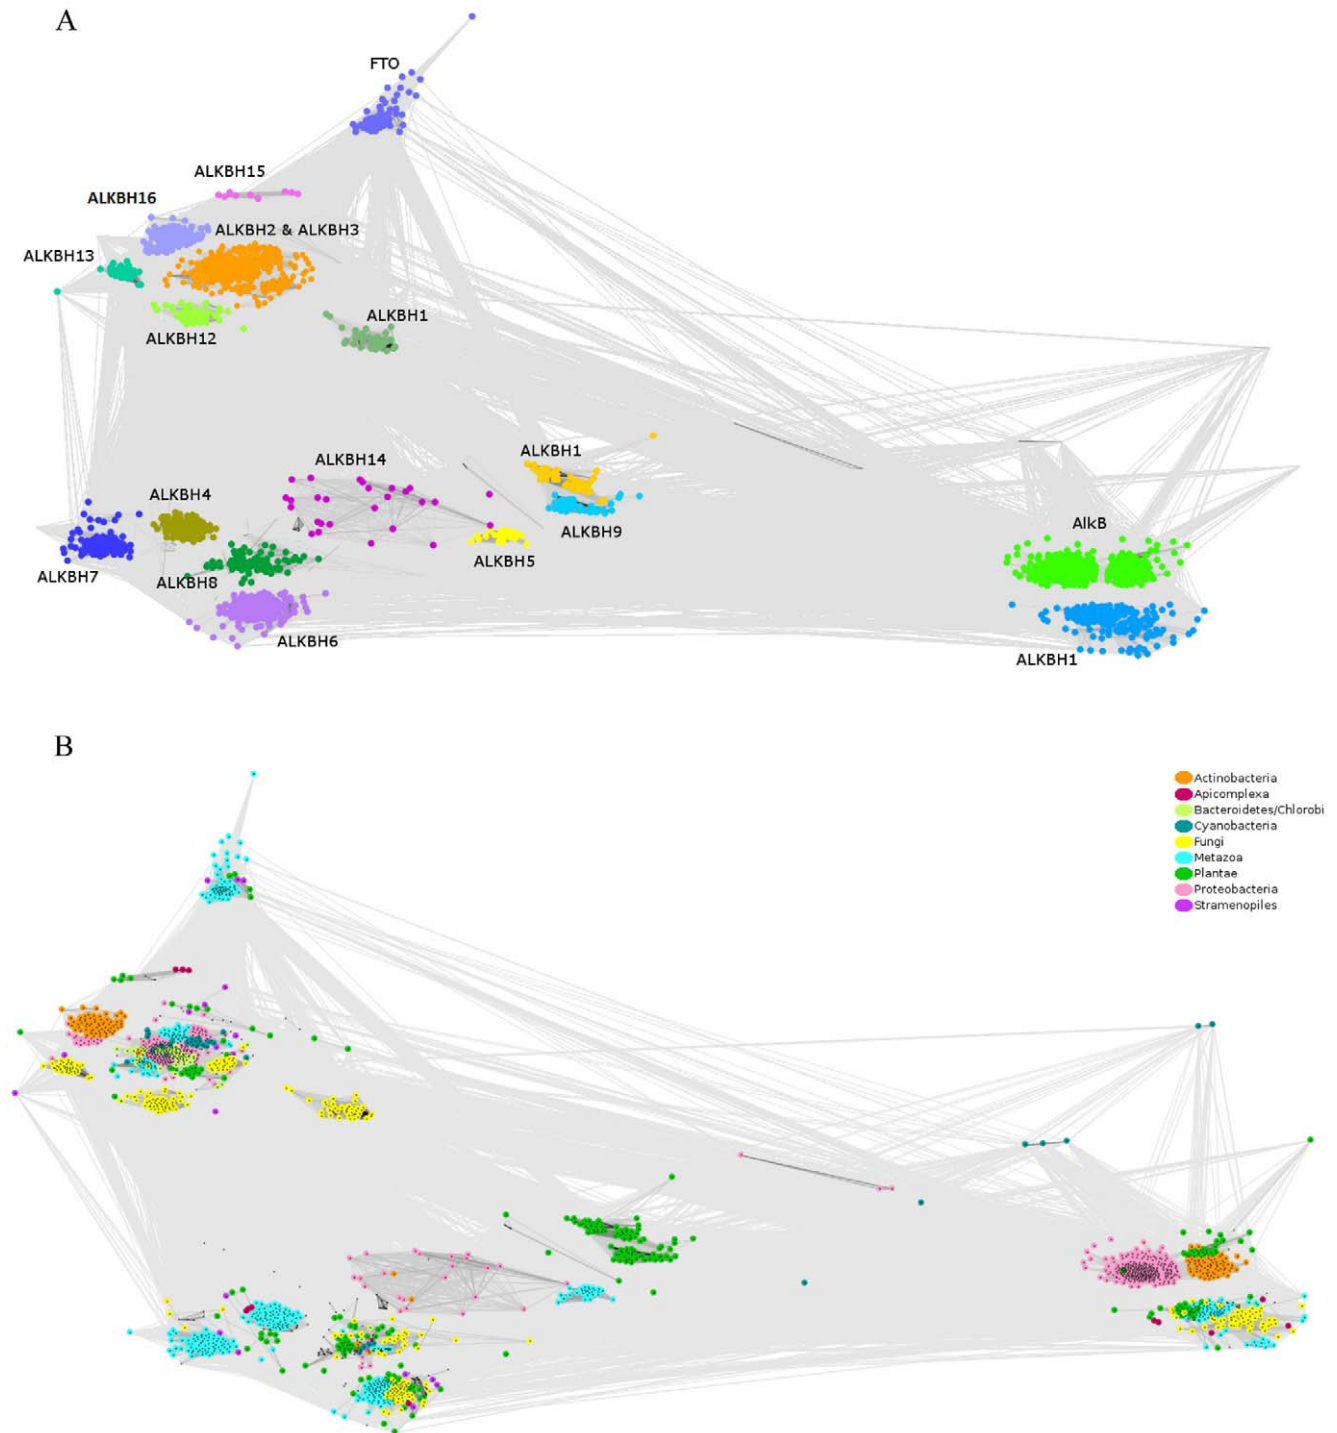 A
FTO
ALKBH15
ALKBH16
ALKBH2 & ALKBH3
ALKBH13
ALKBH1
ALKBH12
ALKBH1
ALKBH14
ALKBH4
ALKBH9
AlkB
ALKBH5
ALKBH7
ALKBH8
ALKBH6
ALKBH1
B
Actinobacteria
Apicomplexa
Bacteroidetes/Chlorobi
Cyanobacteria
Fungi
Metazoa
Plantae
Proteobacteria
Stramenopiles